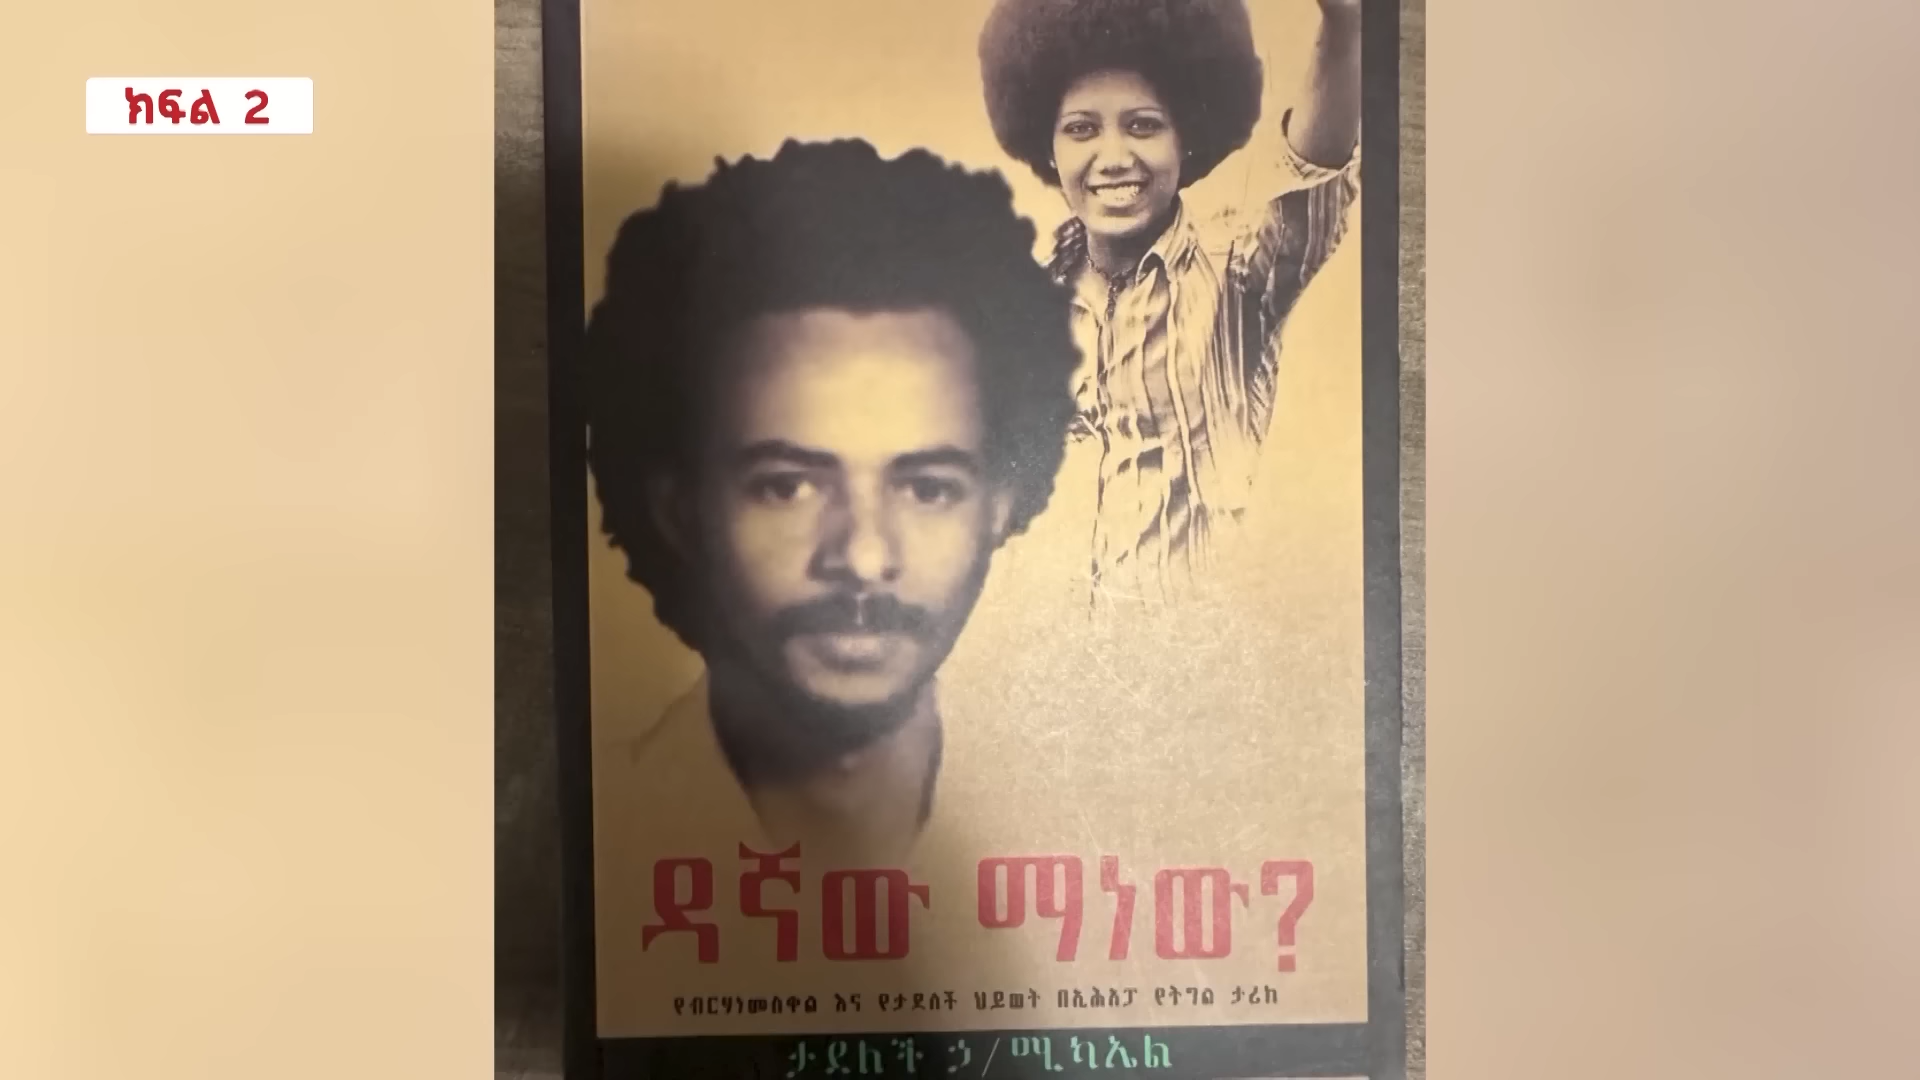 ክፍል 2
ዳኛው ማነው?
የብርሃነመስቀል እና የታደለች ህይወት በኢሕአፓ የትግል ታሪክ
ታደለች ኃ/ሚካኤል